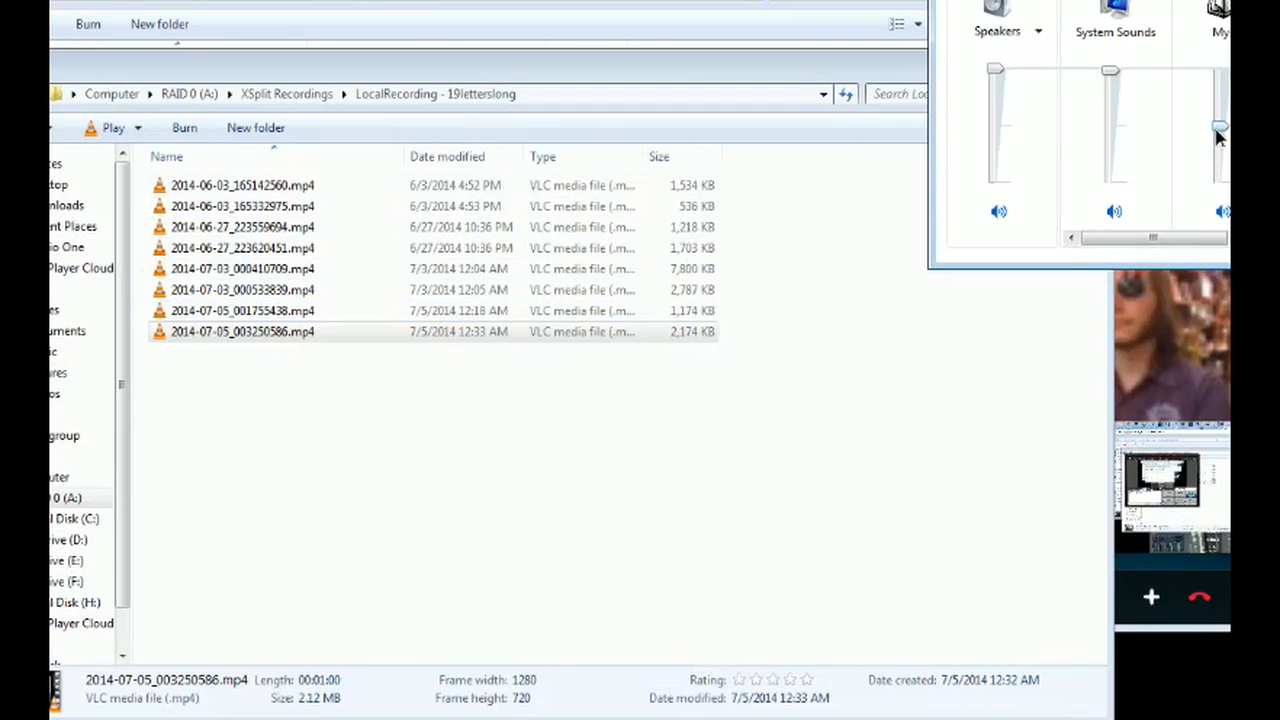 Burn New folder
Speakers System Sounds My
Computer RAID 0 (A:) XSplit Recordings LocalRecording - 19letterslong Search Loc
Play Burn New folder
Name Date modified Type Size
2014-06-03_165142560.mp4 6/3/2014 4:52 PM VLC media file (.m... 1,534 KB
2014-06-03_165332975.mp4 6/3/2014 4:53 PM VLC media file (.m... 536 KB
2014-06-27_223559694.mp4 6/27/2014 10:36 PM VLC media file (.m... 1,218 KB
2014-06-27_223620451.mp4 6/27/2014 10:36 PM VLC media file (.m... 1,703 KB
2014-07-03_000410709.mp4 7/3/2014 12:04 AM VLC media file (.m... 7,800 KB
2014-07-03_000533839.mp4 7/3/2014 12:05 AM VLC media file (.m... 2,787 KB
2014-07-05_001755438.mp4 7/5/2014 12:18 AM VLC media file (.m... 1,174 KB
2014-07-05_003250586.mp4 7/5/2014 12:33 AM VLC media file (.m... 2,174 KB
es
top
nloads
nt Places
io One
Player Cloud
es
uments
ic
ures
os
group
uter
0 (A:)
l Disk (C:)
rive (D:)
ive (E:)
ive (F:)
l Disk (H:)
Player Cloud
2014-07-05_003250586.mp4 Length: 00:01:00 Frame width: 1280 Rating: Date created: 7/5/2014 12:32 AM
VLC media file (.mp4) Size: 2.12 MB Frame height: 720 Date modified: 7/5/2014 12:33 AM